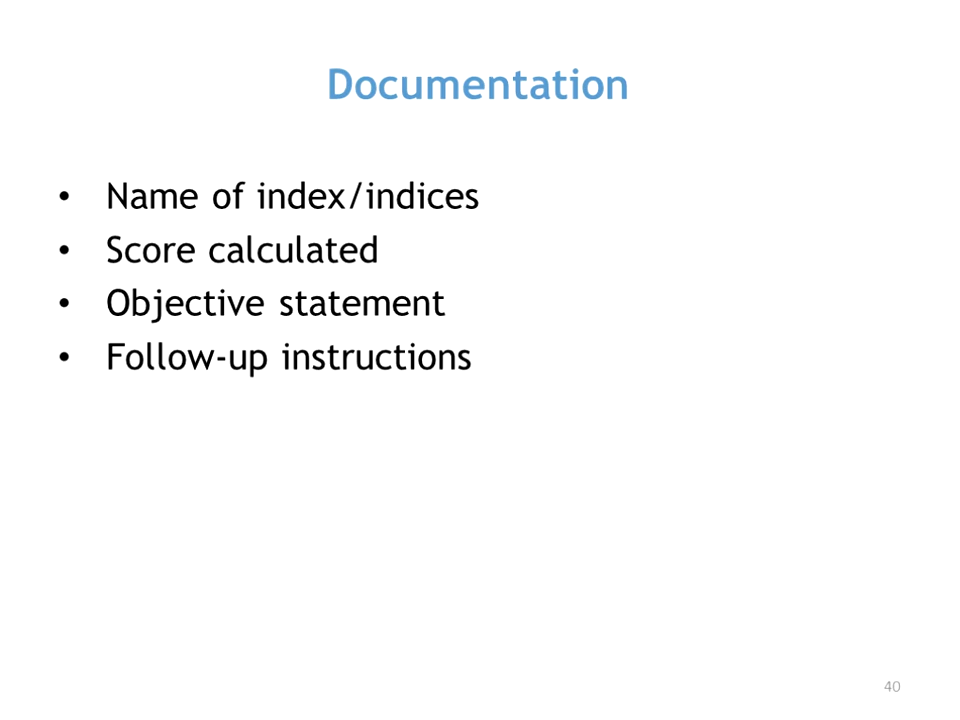 Documentation
• Name of index/indices
• Score calculated
• Objective statement
• Follow-up instructions
40